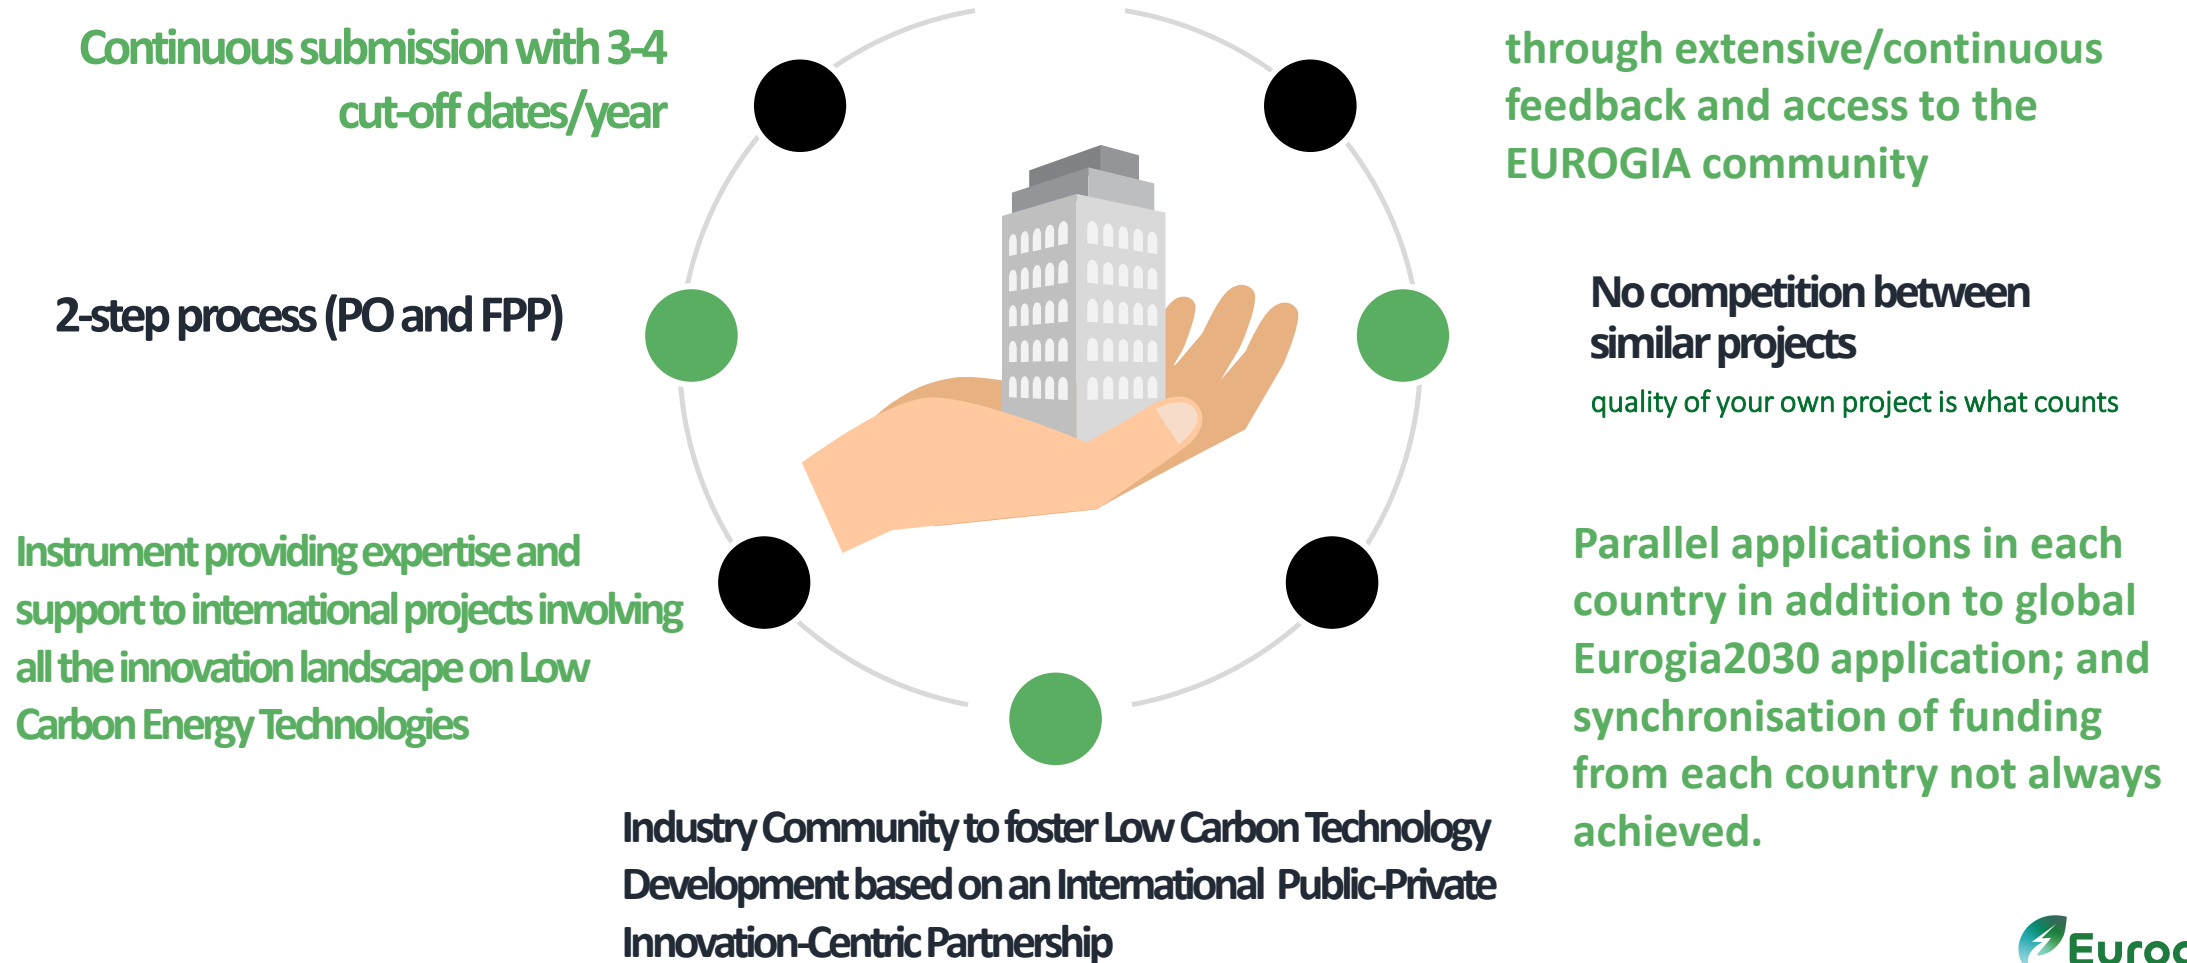 Continuous submission with 3-4
cut-off dates/year
through extensive/continuous
feedback and access to the
EUROGIA community
2-step process (PO and FPP)
No competition between
similar projects
quality of your own project is what counts
Instrument providing expertise and
support to international projects involving
all the innovation landscape on Low
Carbon Energy Technologies
Parallel applications in each
country in addition to global
Eurogia2030 application; and
synchronisation of funding
from each country not always
achieved.
Industry Community to foster Low Carbon Technology
Development based on an International Public-Private
Innovation-Centric Partnership